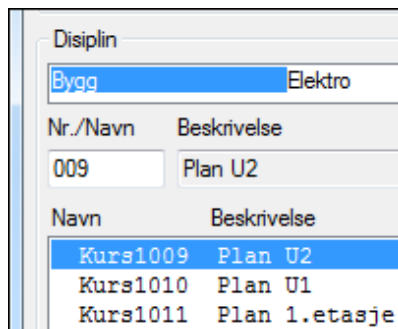 Disiplin
Bygg Elektro
Nr./Navn Beskrivelse
009 Plan U2
Navn Beskrivelse
Kurs1009 Plan U2
Kurs1010 Plan U1
Kurs1011 Plan 1.etasje